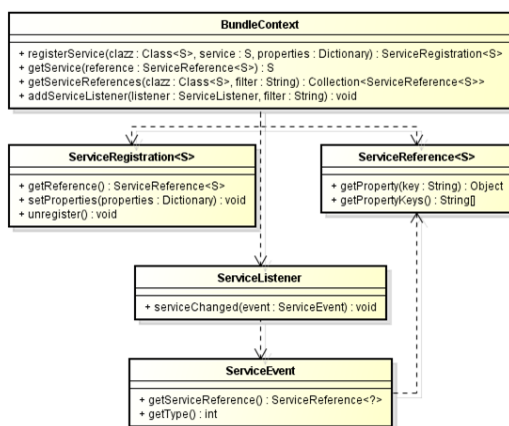 BundleContext
+ registerService(clazz : Class<S>, service : S, properties : Dictionary) : ServiceRegistration<S>
+ getService(reference : ServiceReference<S>) : S
+ getServiceReferences(clazz : Class<S>, filter : String) : Collection<ServiceReference<S>>
+ addServiceListener(listener : ServiceListener, filter : String) : void
ServiceRegistration<S>
+ getReference() : ServiceReference<S>
+ setProperties(properties : Dictionary) : void
+ unregister() : void
ServiceReference<S>
+ getProperty(key : String) : Object
+ getPropertyKeys() : String[]
ServiceListener
+ serviceChanged(event : ServiceEvent) : void
ServiceEvent
+ getServiceReference() : ServiceReference<?>
+ getType() : int